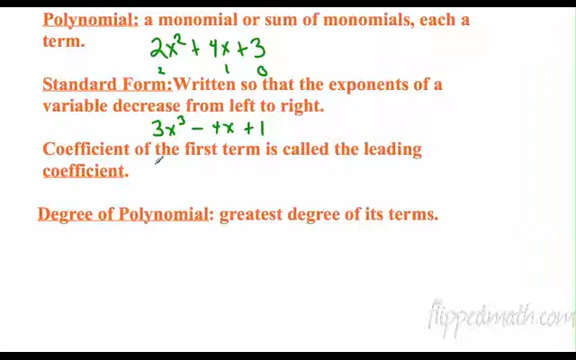 Polynomial: a monomial or sum of monomials, each a
term.
2x² + 4x + 3
2 1 0
Standard Form:Written so that the exponents of a
variable decrease from left to right.
3x³ - 4x + 1
Coefficient of the first term is called the leading
coefficient.
Degree of Polynomial: greatest degree of its terms.
flippedmath.com